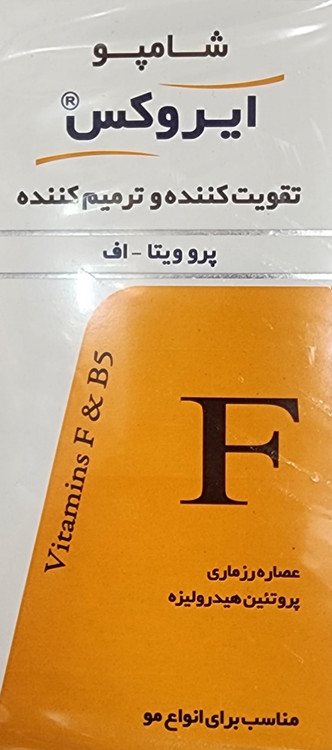 شامپو
ایروکس®
تقویت‌کننده و ترمیم‌کننده
پرو ویتا - اف
Vitamins F & B5
F
عصاره رزماری
پروتئین هیدرولیزه
مناسب برای انواع مو